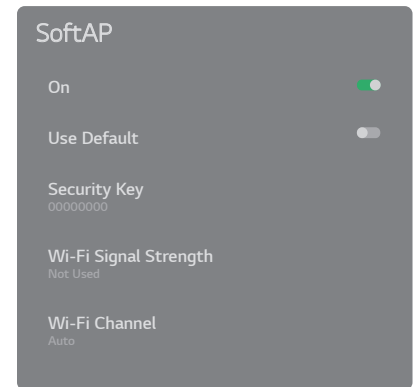 SoftAP
On
Use Default
Security Key
00000000
Wi-Fi Signal Strength
Not Used
Wi-Fi Channel
Auto